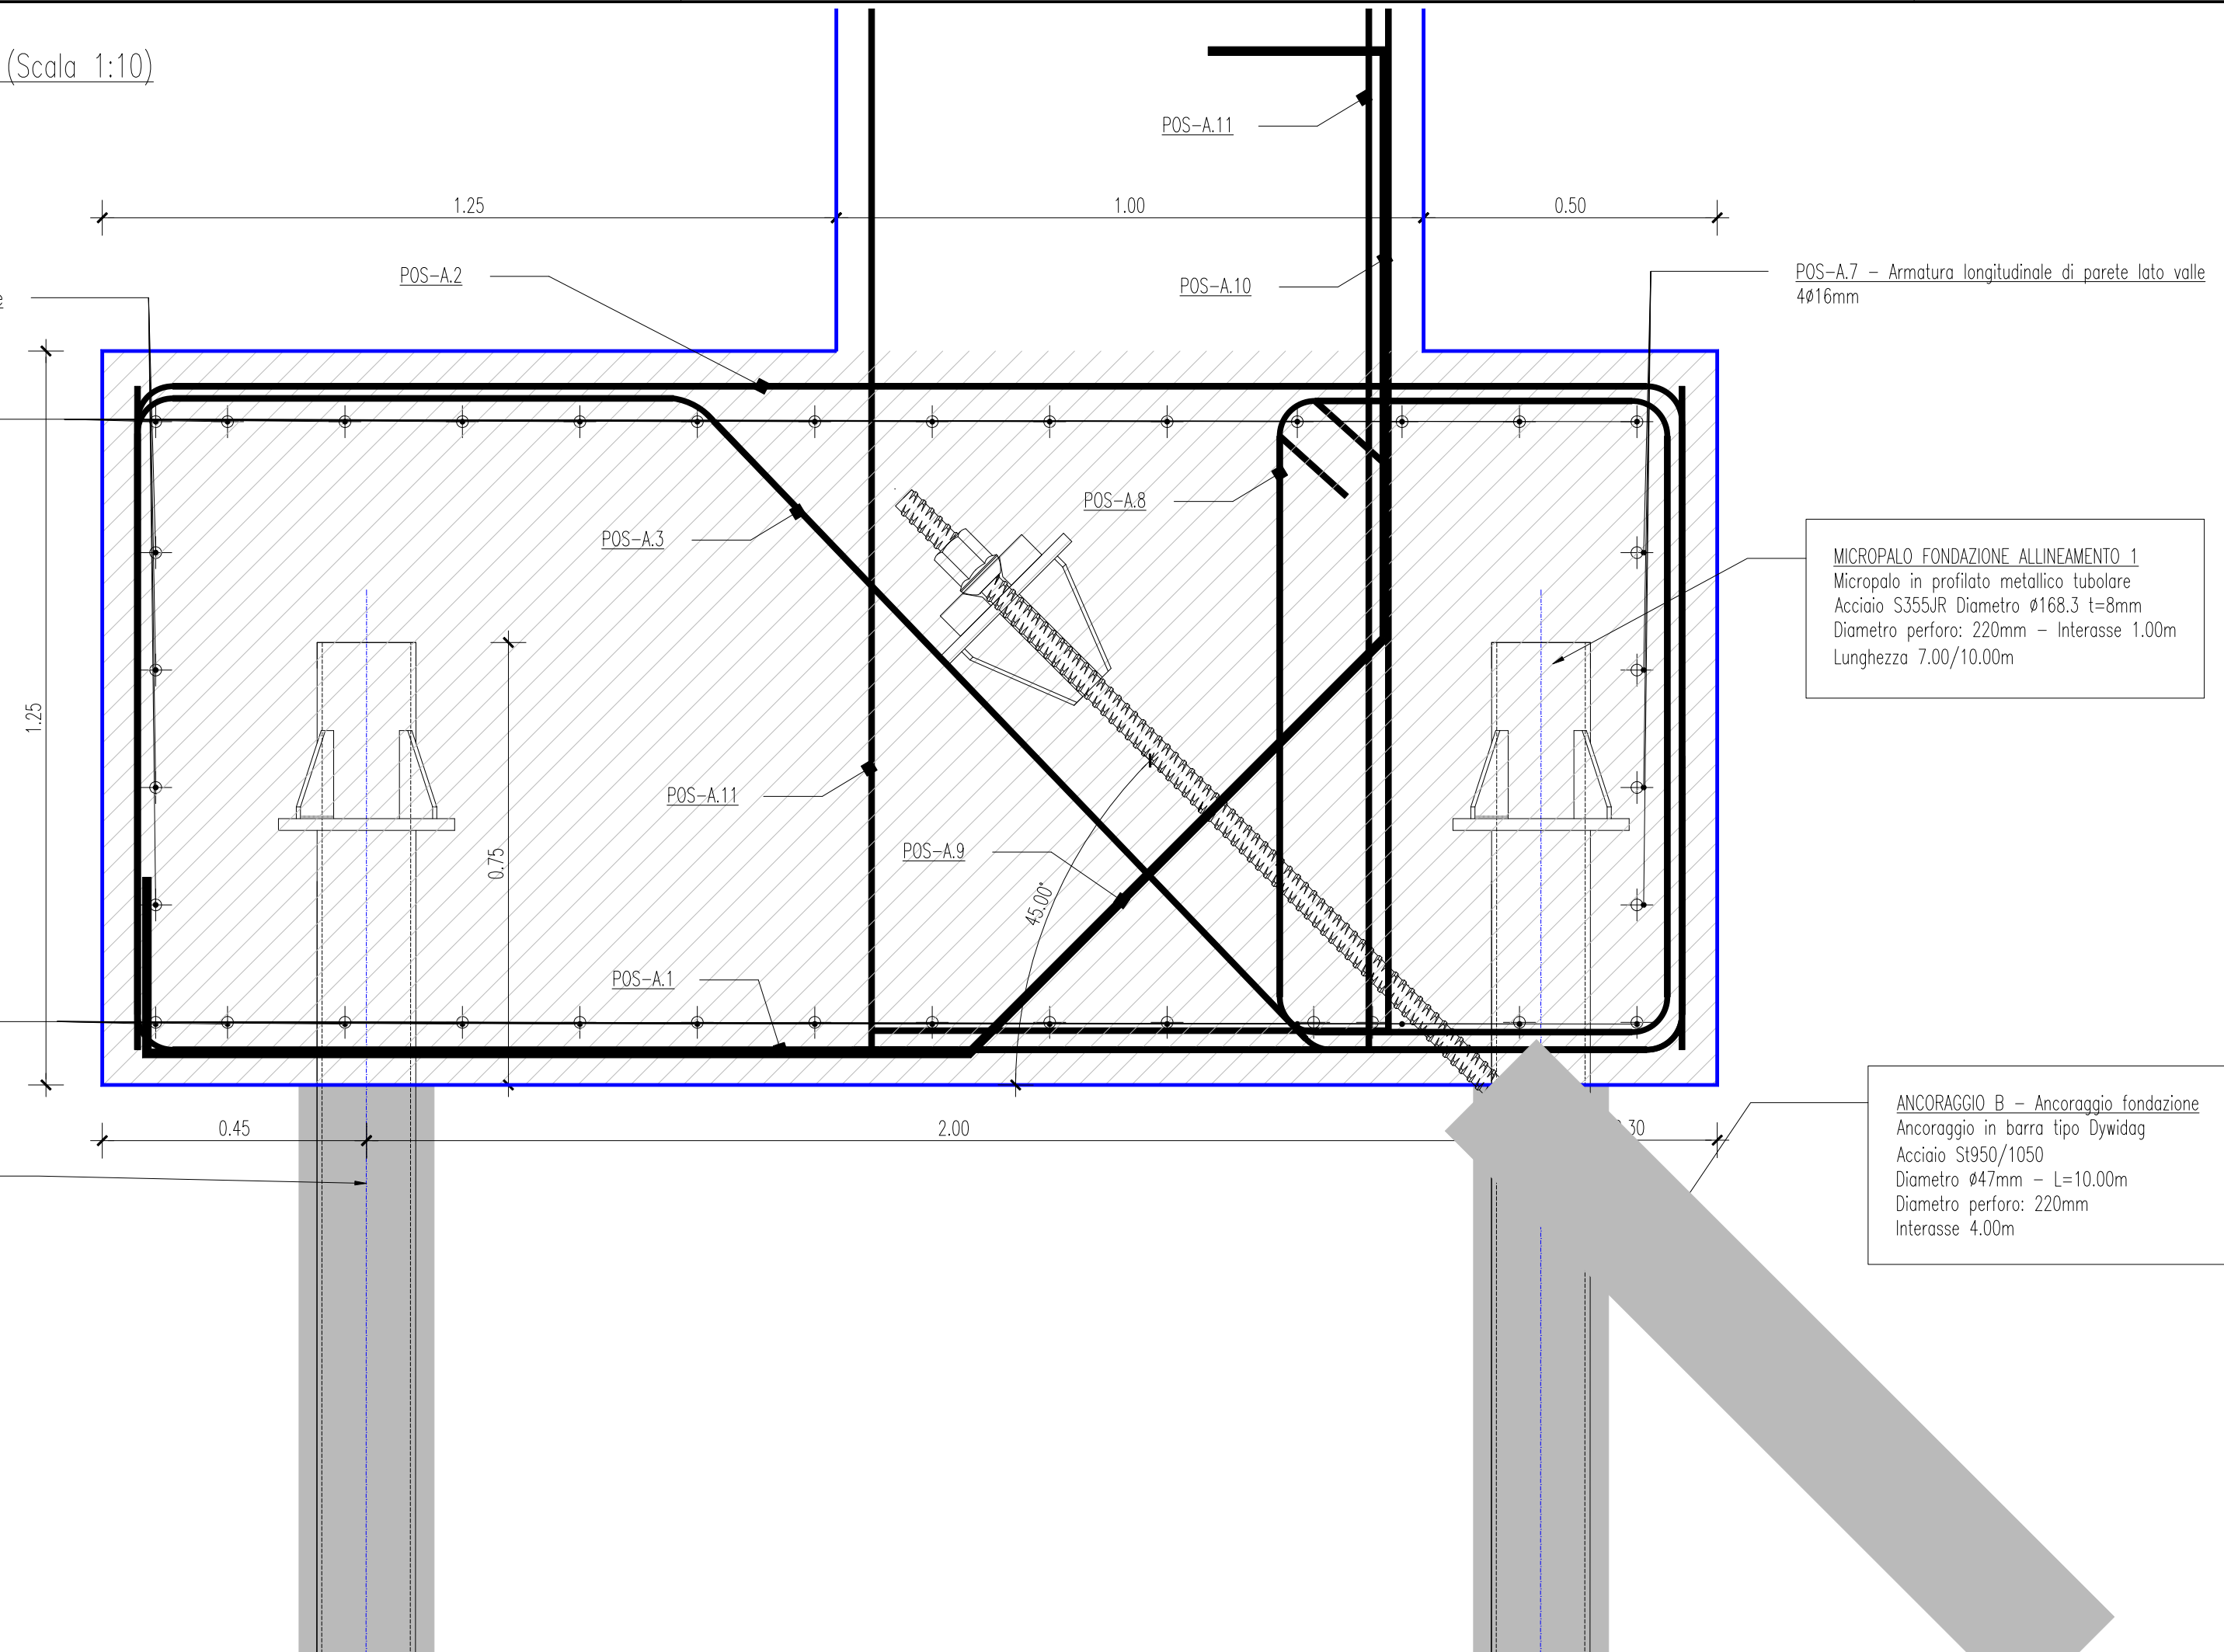 (Scala 1:10)
POS-A.11
1.25
1.00
0.50
POS-A.2
POS-A.10
POS-A.7 - Armatura longitudinale di parete lato valle
4ø16mm
POS-A.8
POS-A.3
MICROPALO FONDAZIONE ALLINEAMENTO 1
Micropalo in profilato metallico tubolare
Acciaio S355JR Diametro ø168.3 t=8mm
Diametro perforo: 220mm - Interasse 1.00m
Lunghezza 7.00/10.00m
1.25
POS-A.11
0.75
POS-A.9
45.00°
POS-A.1
0.45
2.00
ANCORAGGIO B - Ancoraggio fondazione
Ancoraggio in barra tipo Dywidag
Acciaio St950/1050
Diametro ø47mm - L=10.00m
Diametro perforo: 220mm
Interasse 4.00m